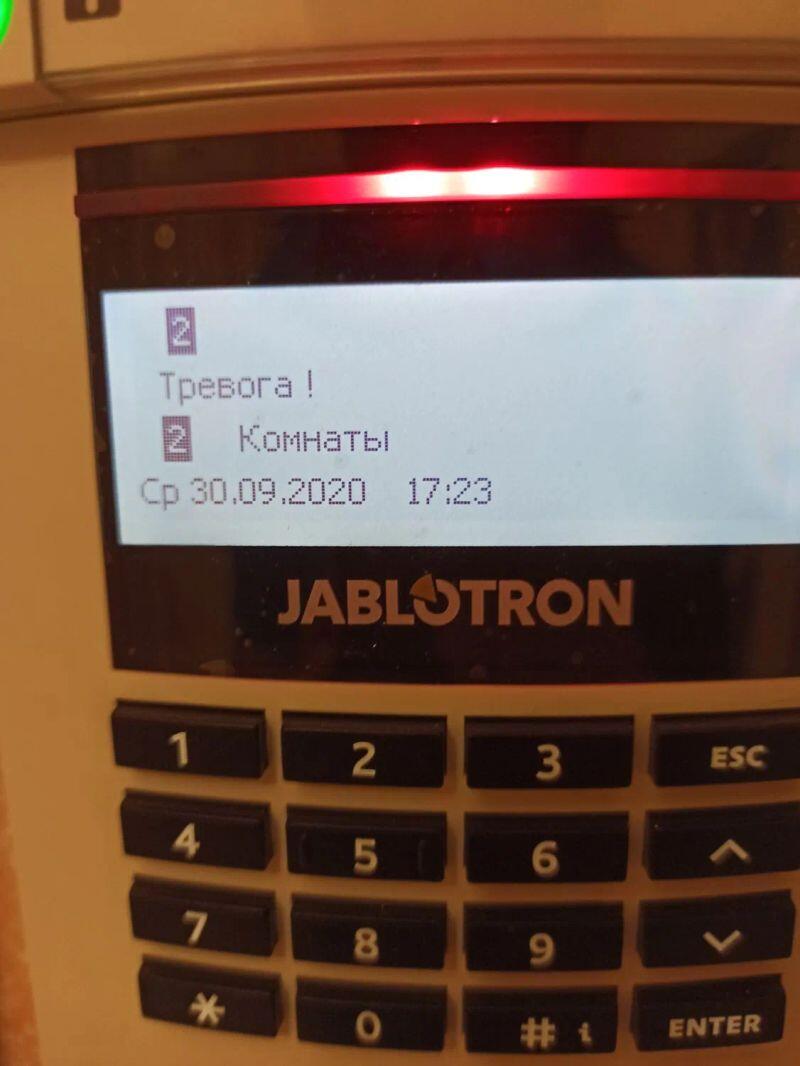 2
Тревога !
2 Комнаты
Ср 30.09.2020 17:23
JABLOTRON
1 2 3 ESC
4 5 6
7 8 9
* 0 # i ENTER